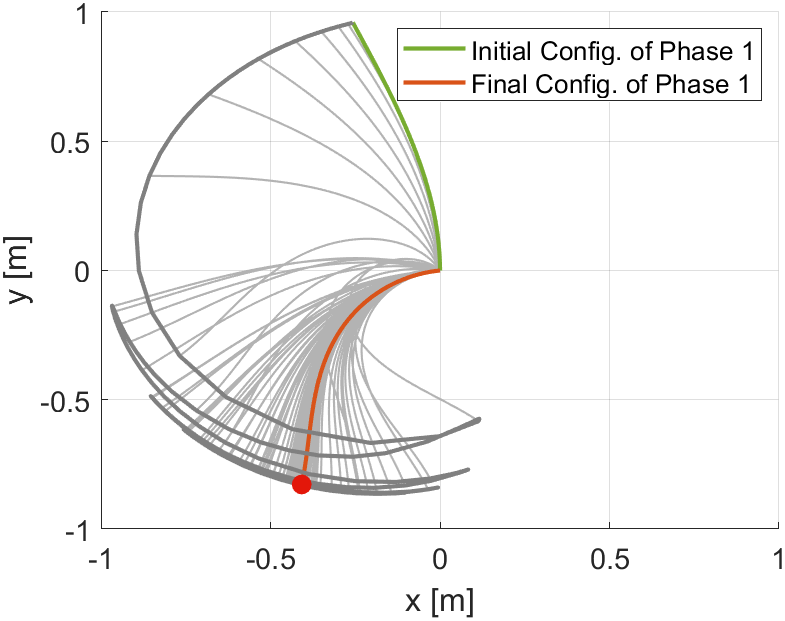 1
Initial Config. of Phase 1
Final Config. of Phase 1
0.5
y [m]
0
-0.5
-1
-1 -0.5 0 0.5 1
x [m]